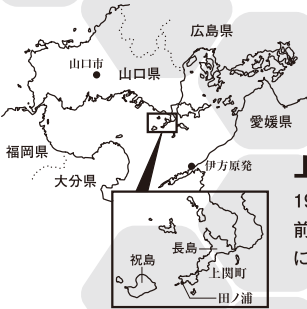 広島県
山口市
山口県
愛媛県
福岡県
伊方原発
大分県
上
19
前
に
長島
祝島
上関町
田ノ浦